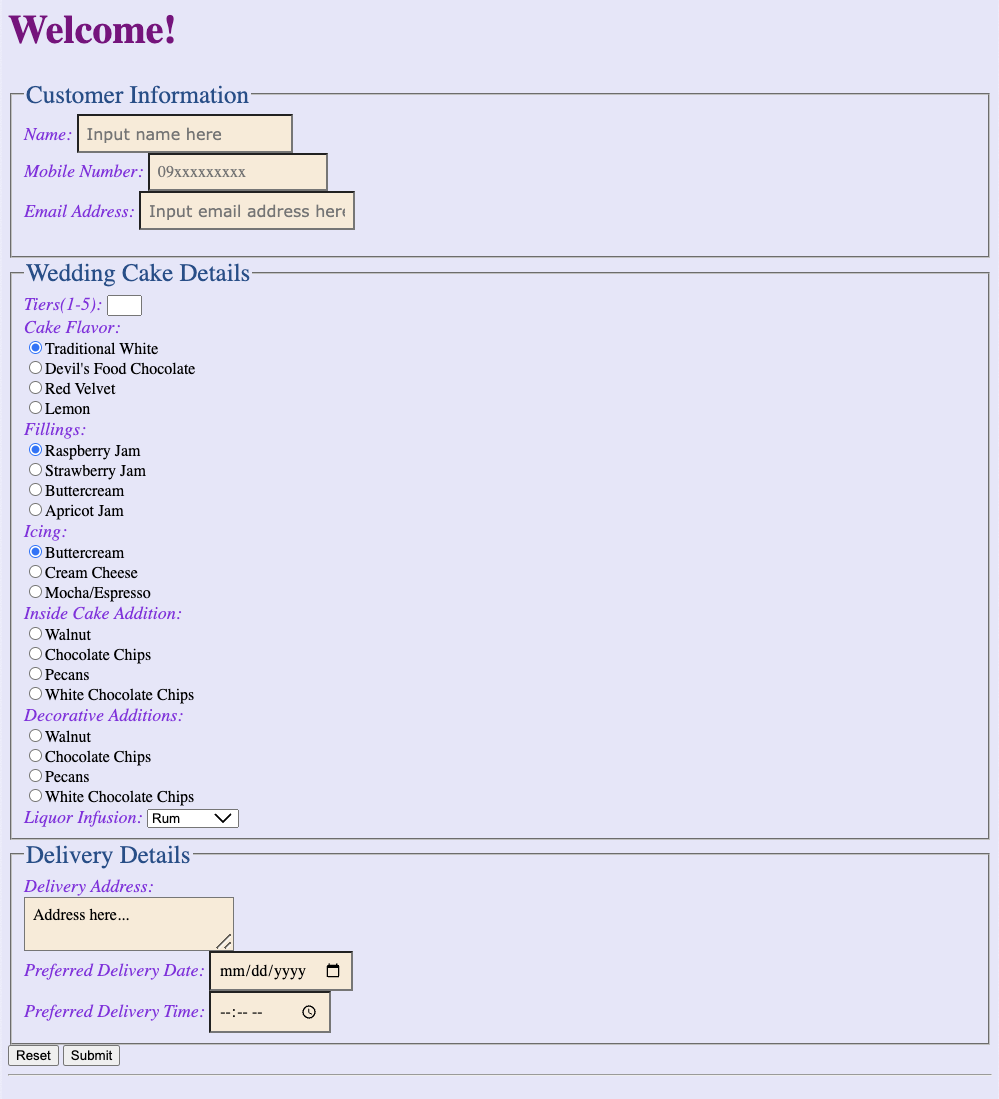 Welcome!
Customer Information
Name: Input name here
Mobile Number: 09xxxxxxxxx
Email Address: Input email address here
Wedding Cake Details
Tiers(1-5):
Cake Flavor:
Traditional White
Devil's Food Chocolate
Red Velvet
Lemon
Fillings:
Raspberry Jam
Strawberry Jam
Buttercream
Apricot Jam
Icing:
Buttercream
Cream Cheese
Mocha/Espresso
Inside Cake Addition:
Walnut
Chocolate Chips
Pecans
White Chocolate Chips
Decorative Additions:
Walnut
Chocolate Chips
Pecans
White Chocolate Chips
Liquor Infusion: Rum
Delivery Details
Delivery Address:
Address here...
Preferred Delivery Date: mm/dd/yyyy
Preferred Delivery Time: --:-- --
Reset Submit